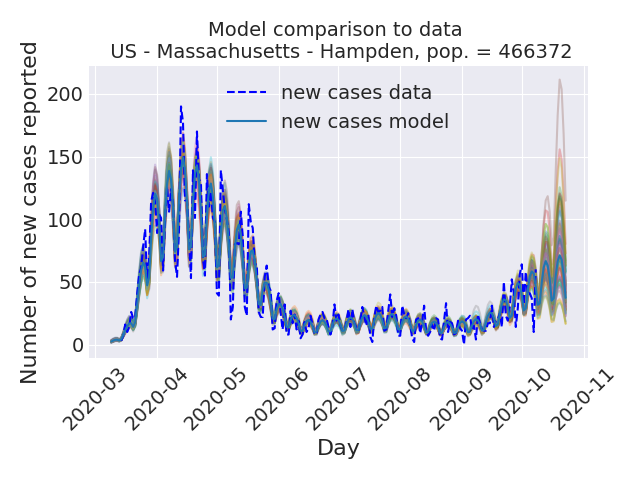 Model comparison to data
US - Massachusetts - Hampden, pop. = 466372
new cases data
new cases model
Number of new cases reported
200
150
100
50
0
2020-03
2020-04
2020-05
2020-06
2020-07
2020-08
2020-09
2020-10
2020-11
Day